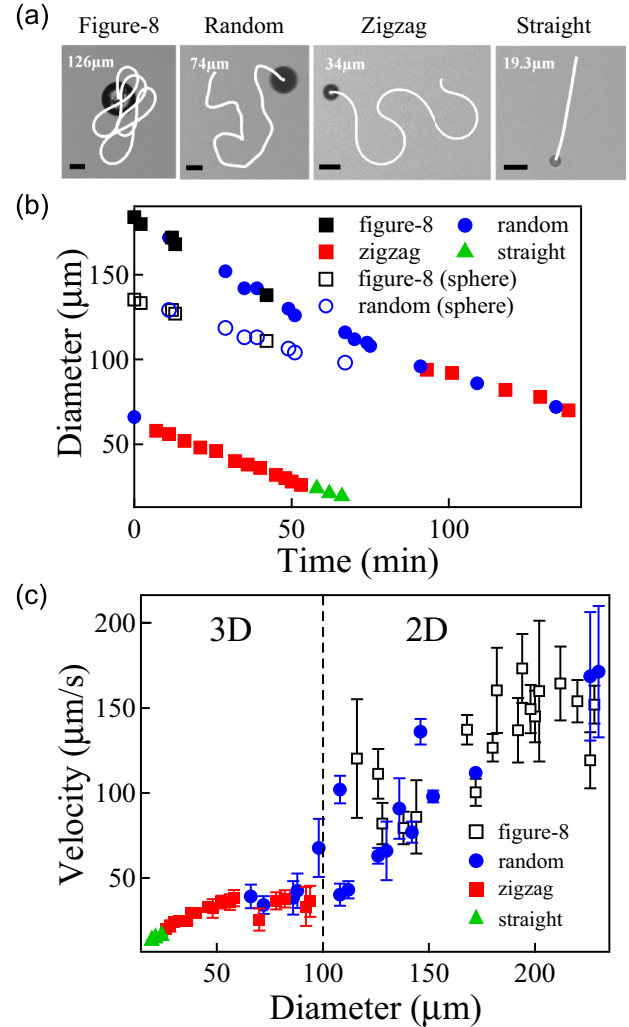 (a)
Figure-8 Random Zigzag Straight
126μm 74μm 34μm 19.3μm
(b)
figure-8 random
zigzag straight
figure-8 (sphere)
random (sphere)
150
100
50
Diameter (μm)
0 50 100
Time (min)
(c)
3D 2D
200
150
100
50
Velocity (μm/s)
figure-8
random
zigzag
straight
50 100 150 200
Diameter (μm)